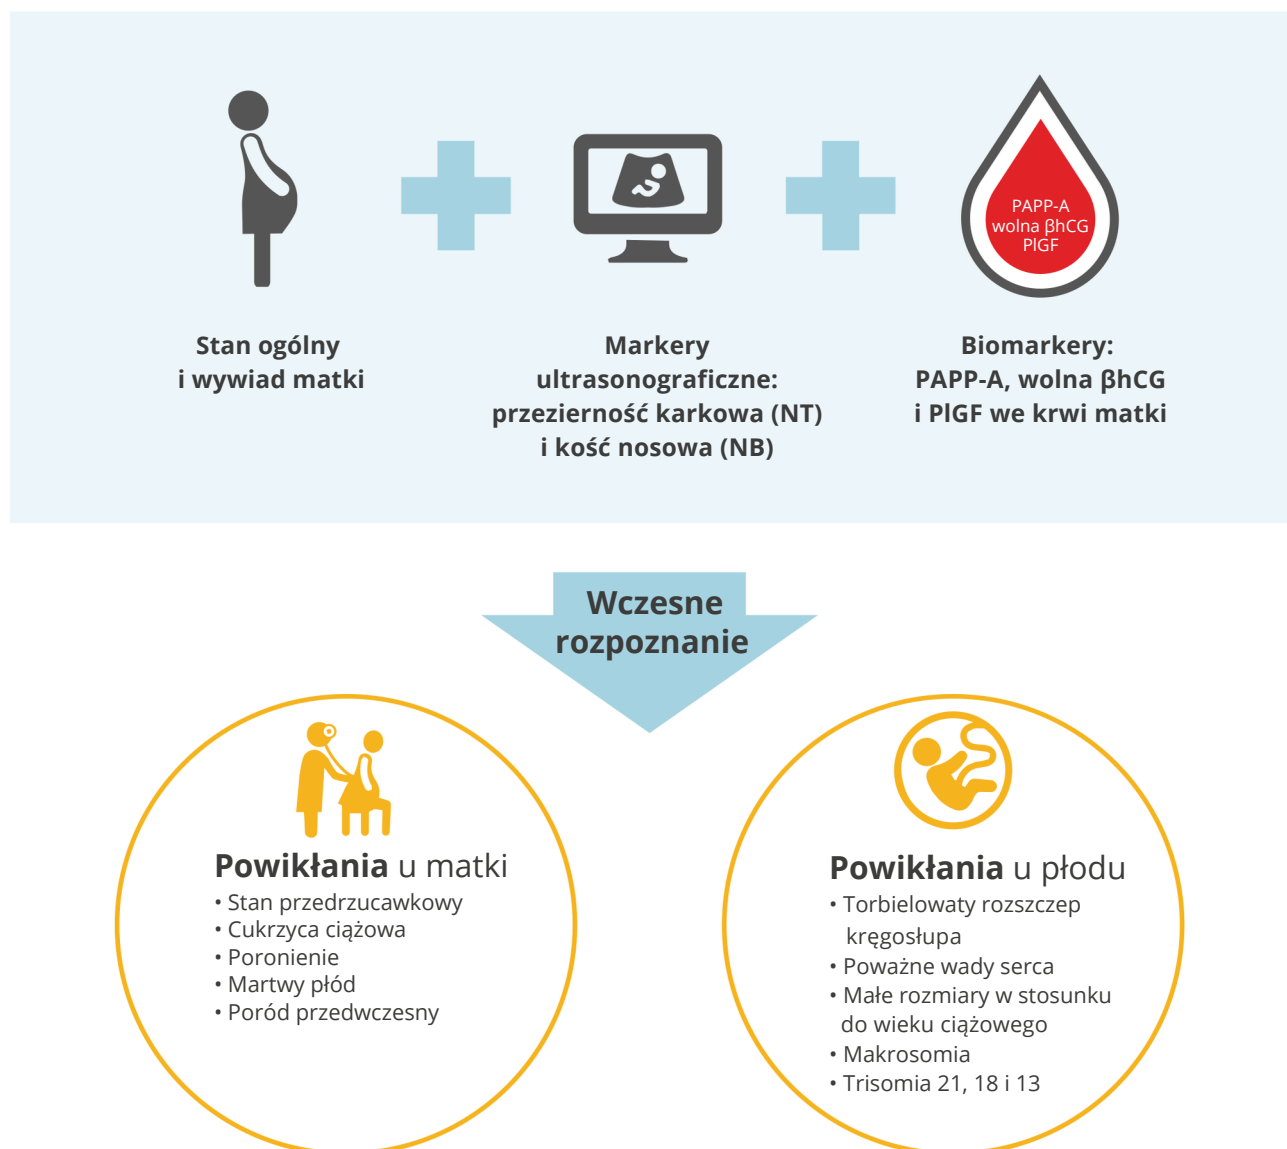 PAPP-A
wolna βhCG
PlGF
Stan ogólny
i wywiad matki
Markery
ultrasonograficzne:
przezierność karkowa (NT)
i kość nosowa (NB)
Biomarkery:
PAPP-A, wolna βhCG
i PlGF we krwi matki
Wczesne
rozpoznanie
Powikłania u matki
• Stan przedrzucawkowy
• Cukrzyca ciążowa
• Poronienie
• Martwy płód
• Poród przedwczesny
Powikłania u płodu
• Torbielowaty rozszczep
kręgosłupa
• Poważne wady serca
• Małe rozmiary w stosunku
do wieku ciążowego
• Makrosomia
• Trisomia 21, 18 i 13